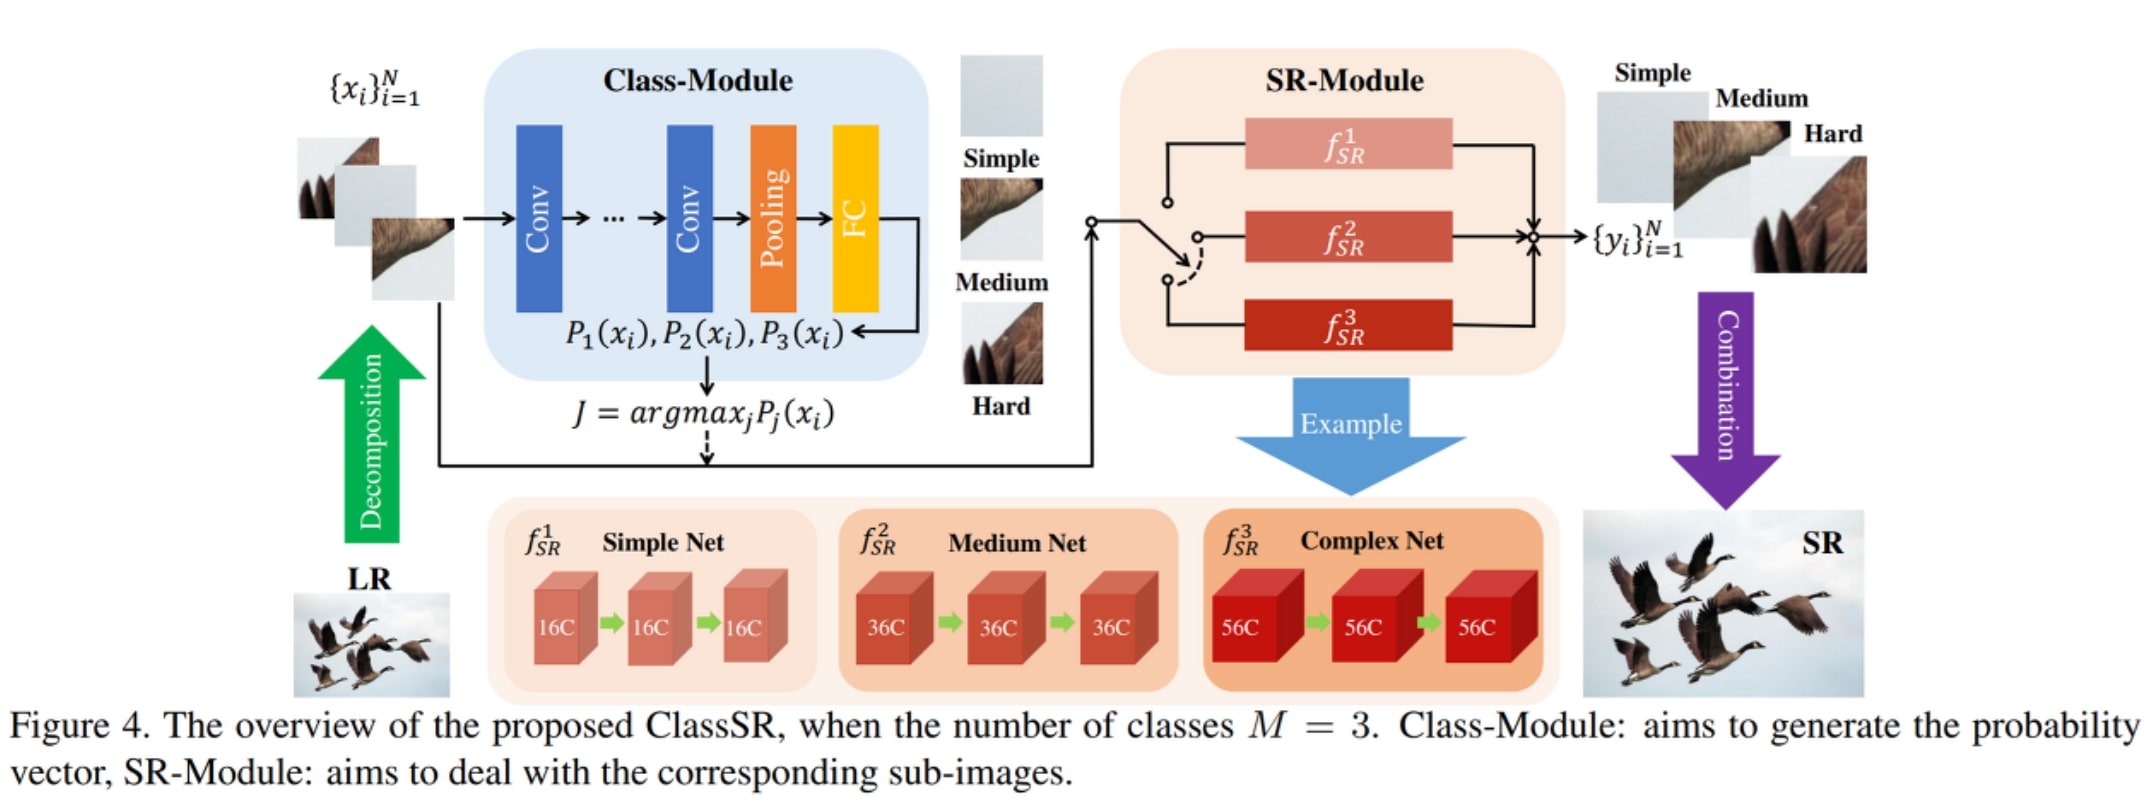 {x_i}_{i=1}^N
Class-Module
Conv
...
Conv
Pooling
FC
P_1(x_i), P_2(x_i), P_3(x_i)
J = argmax_j P_j(x_i)
Simple
Medium
Hard
SR-Module
f_{SR}^1
f_{SR}^2
f_{SR}^3
Simple
Medium
Hard
{y_i}_{i=1}^N
Decomposition
Example
Combination
LR
f_{SR}^1 Simple Net
16C
16C
16C
f_{SR}^2 Medium Net
36C
36C
36C
f_{SR}^3 Complex Net
56C
56C
56C
SR
Figure 4. The overview of the proposed ClassSR, when the number of classes M = 3. Class-Module: aims to generate the probability
vector, SR-Module: aims to deal with the corresponding sub-images.